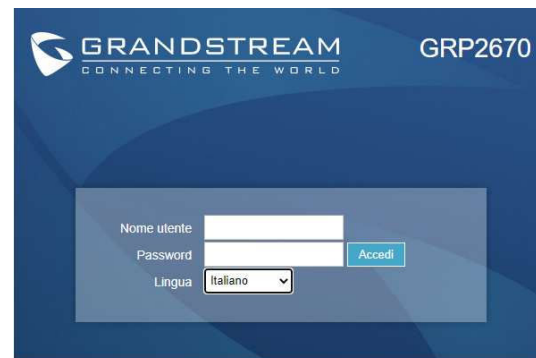 GRANDSTREAM
CONNECTING THE WORLD
GRP2670
Nome utente
Password
Accedi
Lingua
Italiano